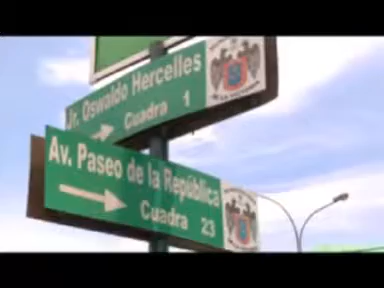 Jr. Oswaldo Hercelles
Cuadra 1
Av. Paseo de la República
Cuadra 23